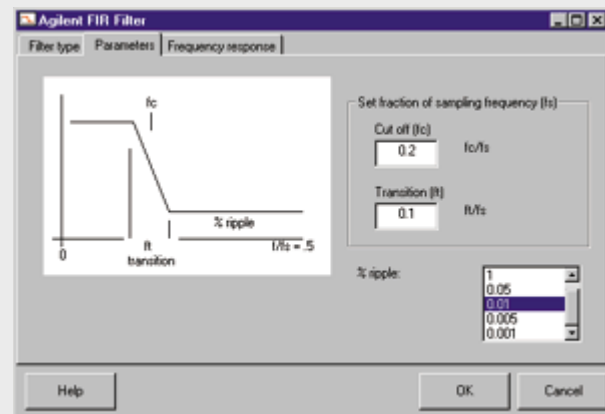 Agilent FIR Filter
Filter type
Parameters
Frequency response
fc
% ripple
0
ft
transition
f/fs = .5
Set fraction of sampling frequency (fs)
Cut off (fc)
0.2
fc/fs
Transition (ft)
0.1
ft/fs
% ripple:
1
0.05
0.01
0.005
0.001
Help
OK
Cancel